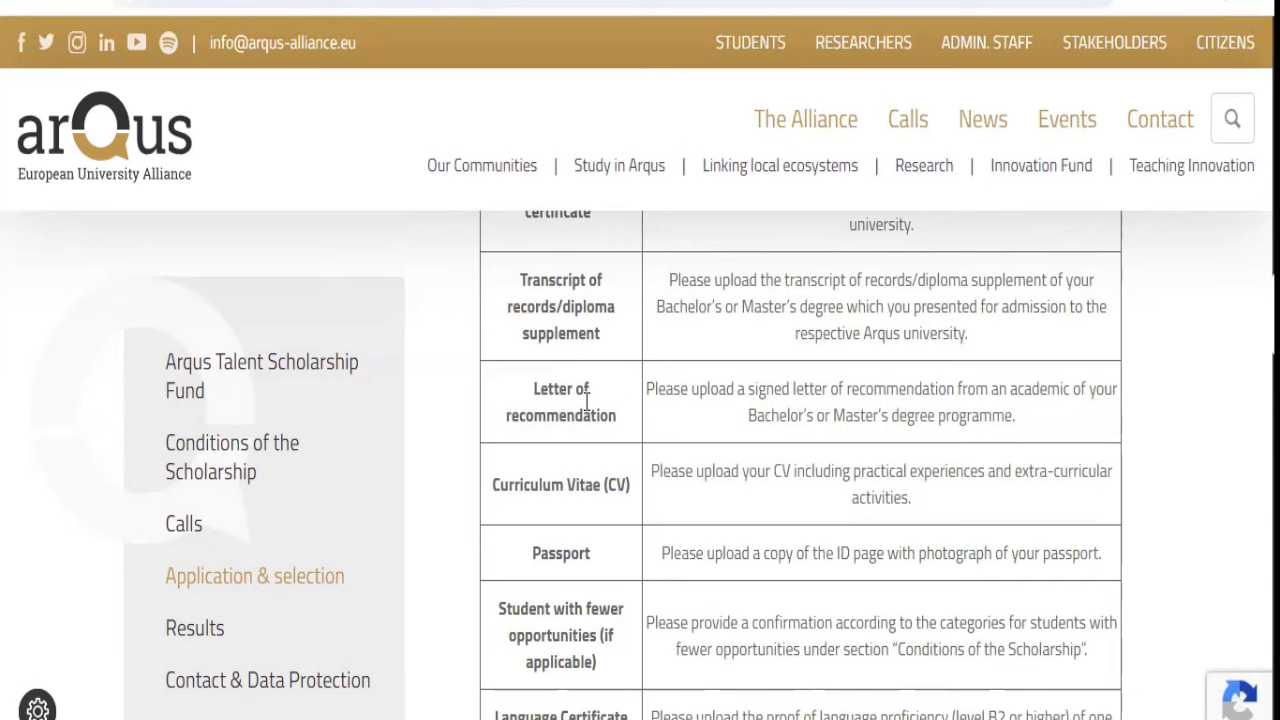 info@arqus-alliance.eu
STUDENTS RESEARCHERS ADMIN. STAFF STAKEHOLDERS CITIZENS
arQus
European University Alliance
The Alliance Calls News Events Contact
Our Communities | Study in Arqus | Linking local ecosystems | Research | Innovation Fund | Teaching Innovation
certificate
university.
Transcript of
records/diploma
supplement
Please upload the transcript of records/diploma supplement of your
Bachelor's or Master's degree which you presented for admission to the
respective Arqus university.
Letter of
recommendation
Please upload a signed letter of recommendation from an academic of your
Bachelor's or Master's degree programme.
Curriculum Vitae (CV)
Please upload your CV including practical experiences and extra-curricular
activities.
Passport
Please upload a copy of the ID page with photograph of your passport.
Student with fewer
opportunities (if
applicable)
Please provide a confirmation according to the categories for students with
fewer opportunities under section “Conditions of the Scholarship”.
Language Certificate
Please upload the proof of language proficiency (level B2 or higher) of one
Arqus Talent Scholarship
Fund
Conditions of the
Scholarship
Calls
Application & selection
Results
Contact & Data Protection